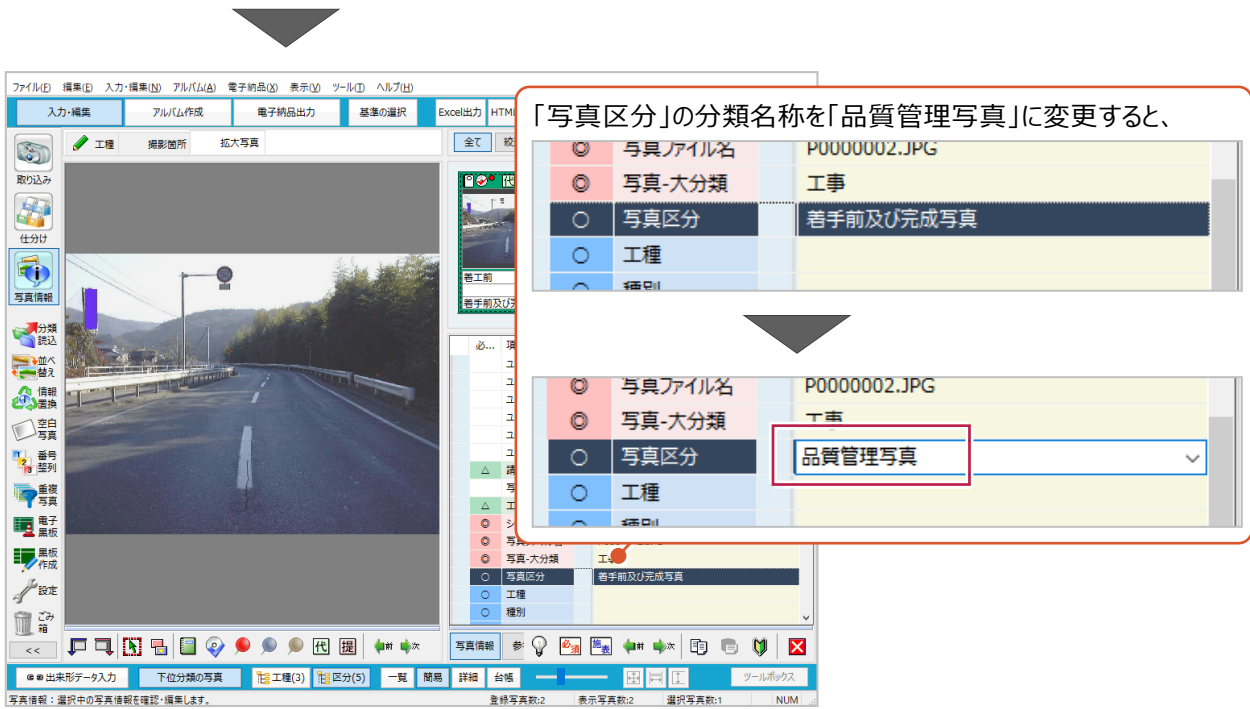 ファイル(F) 編集(E) 入力・編集(N) アルバム(A) 電子納品(X) 表示(V) ツール(T) ヘルプ(H)
入力・編集 アルバム作成 電子納品出力 基準の選択 Excel出力 HTML
工種 撮影箇所 拡大写真 全て
取り込み
仕分け
写真情報
分類
読込
並べ
替え
情報
置換
空白
写真
番号
整列
重複
写真
電子
黒板
黒板
作成
設定
ごみ
箱
<<
代
着工前
着手前及び
必...
△
△
◎
◎
◎ 写真-大分類 工事
○ 写真区分 着手前及び完成写真
○ 工種
○ 種別
代 提 前 次 写真情報 必須 施表 前 次
出来形データ入力 下位分類の写真 工種(3) 区分(5) 一覧 簡易 詳細 台帳 ツールボックス
写真情報:選択中の写真情報を確認・編集します。 登録写真数:2 表示写真数:2 選択写真数:1 NUM
「写真区分」の分類名称を「品質管理写真」に変更すると、
◎ 写真ファイル名 P0000002.JPG
◎ 写真-大分類 工事
○ 写真区分 着手前及び完成写真
○ 工種
種別
◎ 写真ファイル名 P0000002.JPG
◎ 写真-大分類 工事
○ 写真区分 品質管理写真
○ 工種
種別